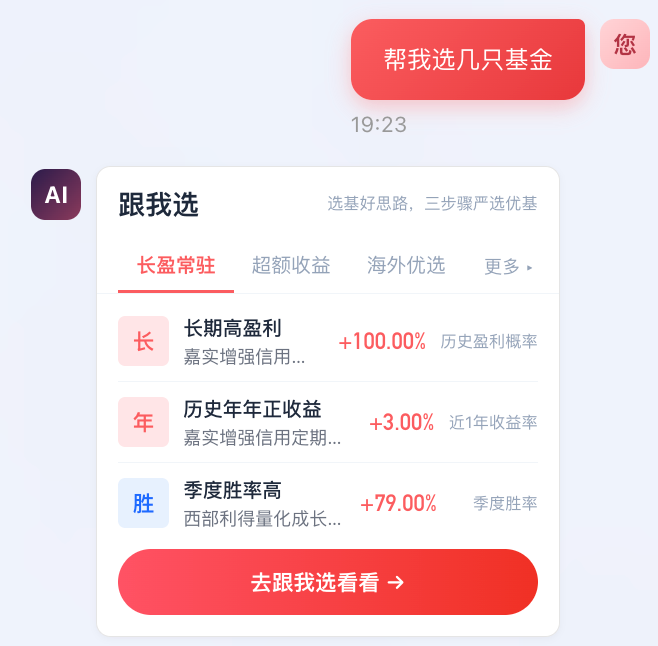 帮我选几只基金
您
19:23
AI
跟我选
选基好思路，三步骤严选优基
长盈常驻 超额收益 海外优选 更多 ▸
长
长期高盈利
嘉实增强信用...
+100.00% 历史盈利概率
年
历史年年正收益
嘉实增强信用定期...
+3.00% 近1年收益率
胜
季度胜率高
西部利得量化成长...
+79.00% 季度胜率
去跟我选看看 →